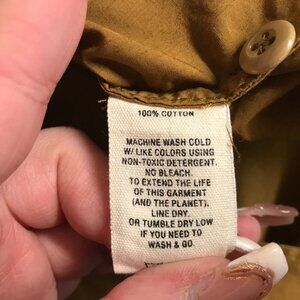 100% COTTON
MACHINE WASH COLD
W/ LIKE COLORS USING
NON-TOXIC DETERGENT.
NO BLEACH.
TO EXTEND THE LIFE
OF THIS GARMENT
(AND THE PLANET),
LINE DRY.
OR TUMBLE DRY LOW
IF YOU NEED TO
WASH & GO.